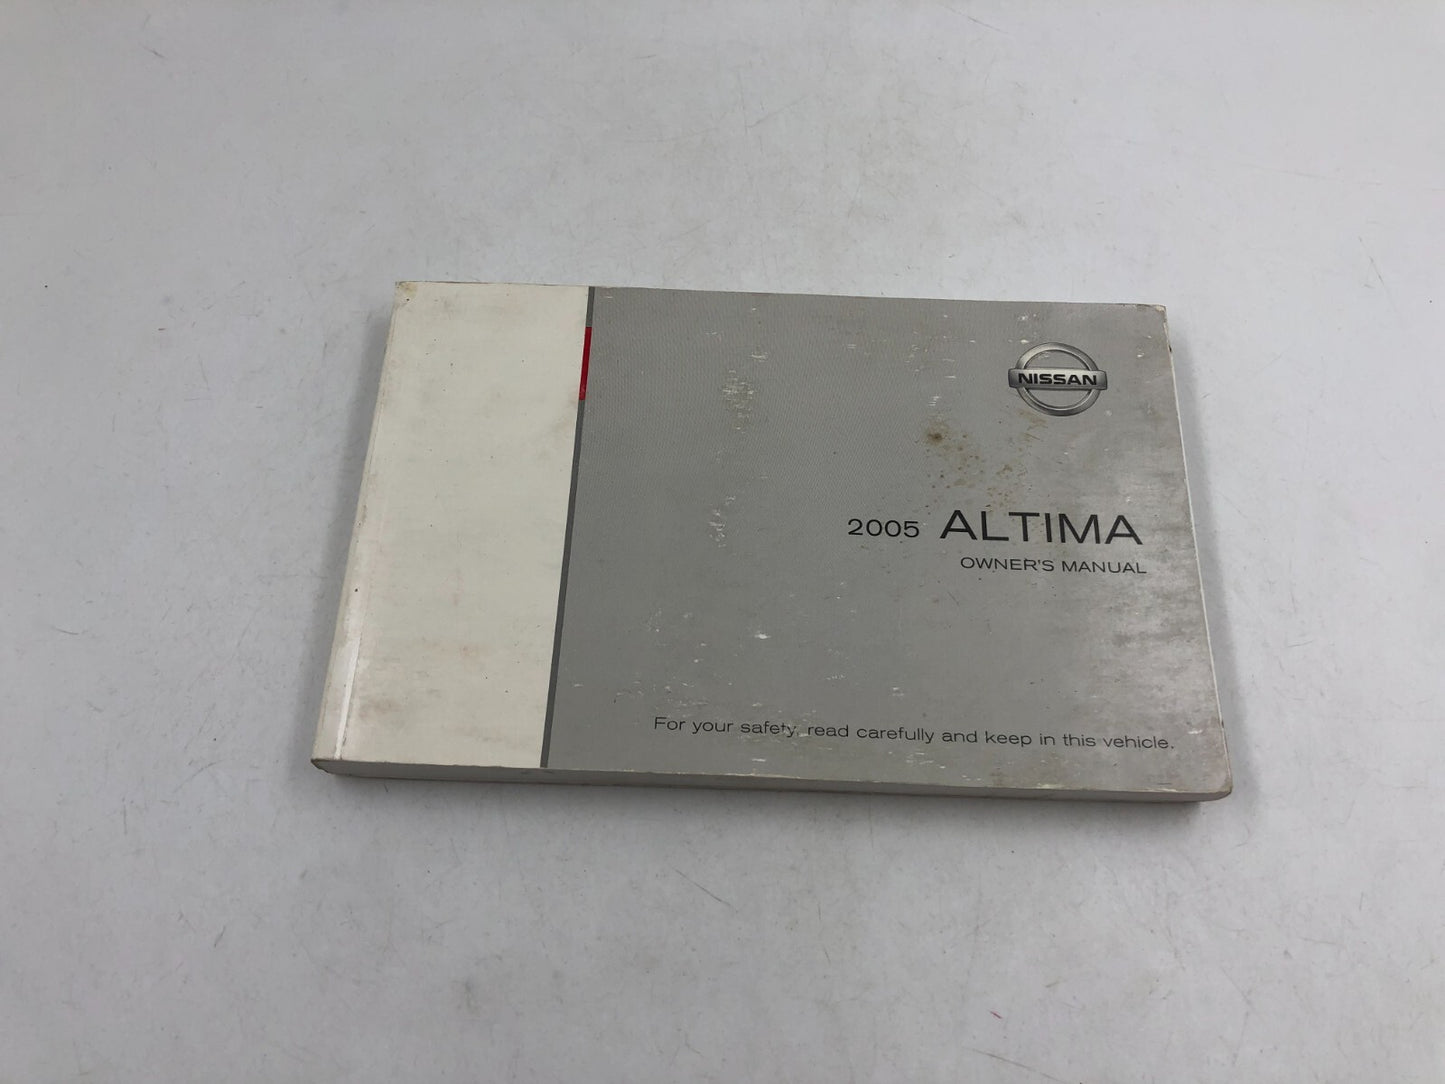 NISSAN
2005 ALTIMA
OWNER'S MANUAL
For your safety, read carefully and keep in this vehicle.